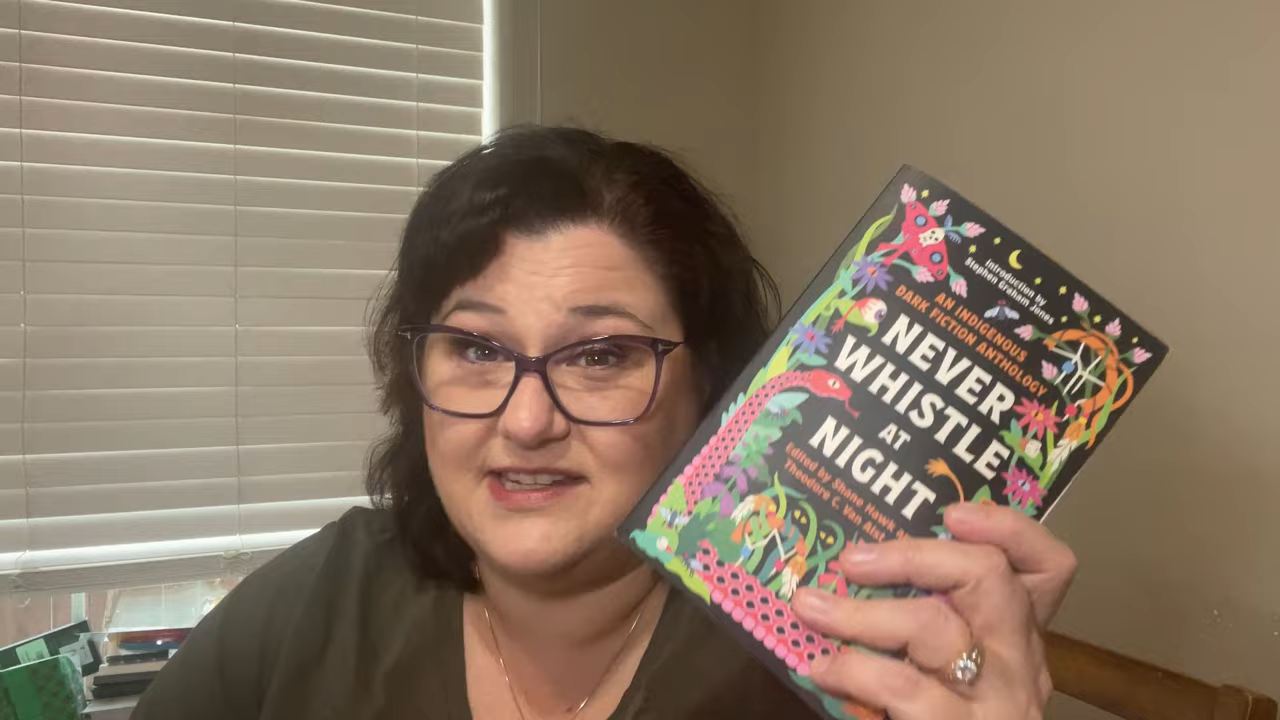 Introduction by
Stephen Graham Jones
AN INDIGENOUS
DARK FICTION ANTHOLOGY
NEVER
WHISTLE
AT
NIGHT
Edited by Shane Hawk
Theodore C. Van Alst